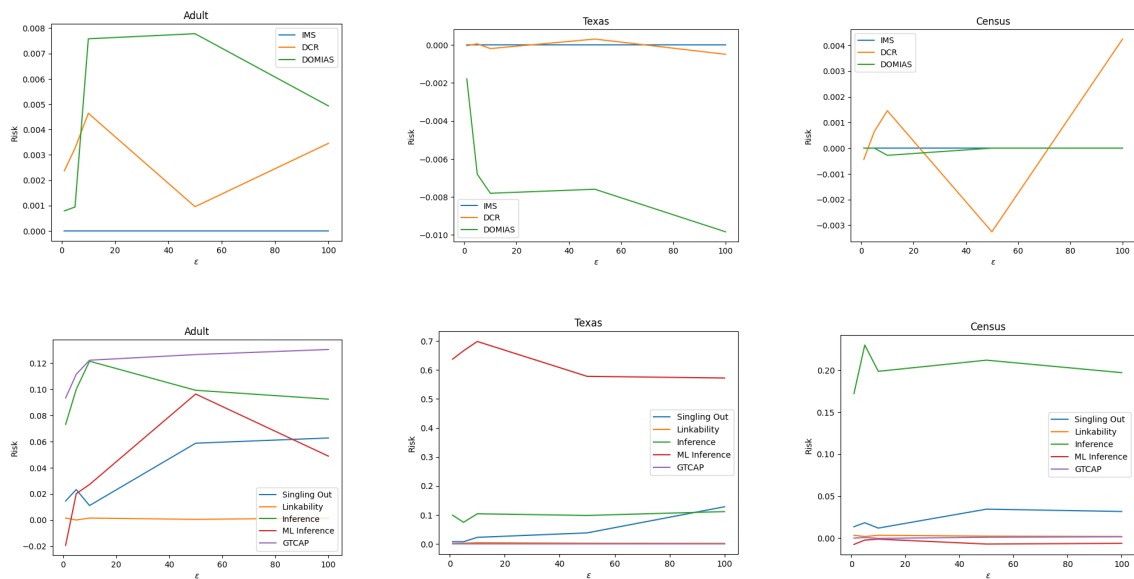 Adult
0.008
0.007
0.006
0.005
0.004
0.003
0.002
0.001
0.000
Risk
IMS
DCR
DOMIAS
0 20 40 60 80 100
ε
Texas
0.000
−0.002
−0.004
−0.006
−0.008
−0.010
Risk
IMS
DCR
DOMIAS
0 20 40 60 80 100
ε
Census
0.004
0.003
0.002
0.001
0.000
−0.001
−0.002
−0.003
Risk
IMS
DCR
DOMIAS
0 20 40 60 80 100
ε
Adult
0.12
0.10
0.08
0.06
0.04
0.02
0.00
−0.02
Risk
Singling Out
Linkability
Inference
ML Inference
GTCAP
0 20 40 60 80 100
ε
Texas
0.7
0.6
0.5
0.4
0.3
0.2
0.1
0.0
Risk
Singling Out
Linkability
Inference
ML Inference
GTCAP
0 20 40 60 80 100
ε
Census
0.20
0.15
0.10
0.05
0.00
Risk
Singling Out
Linkability
Inference
ML Inference
GTCAP
0 20 40 60 80 100
ε